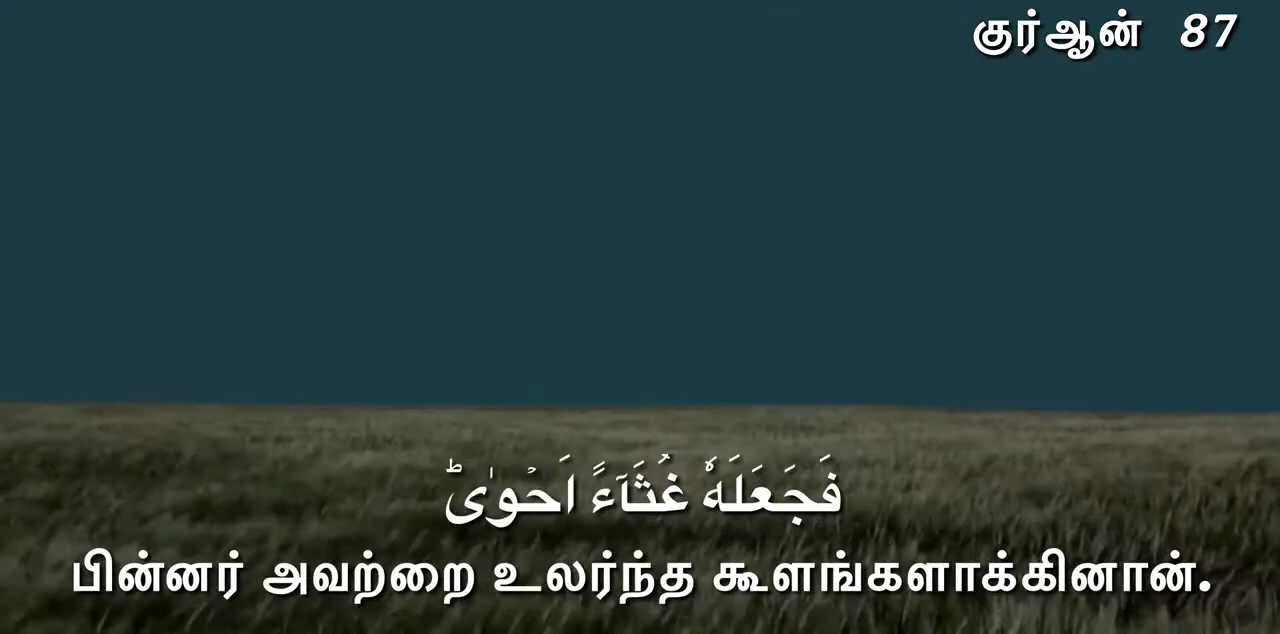 குர்ஆன் 87
فَجَعَلَهٗ غُثَآءً اَحۡوٰىؕ‏
பின்னர் அவற்றை உலர்ந்த கூளங்களாக்கினான்.